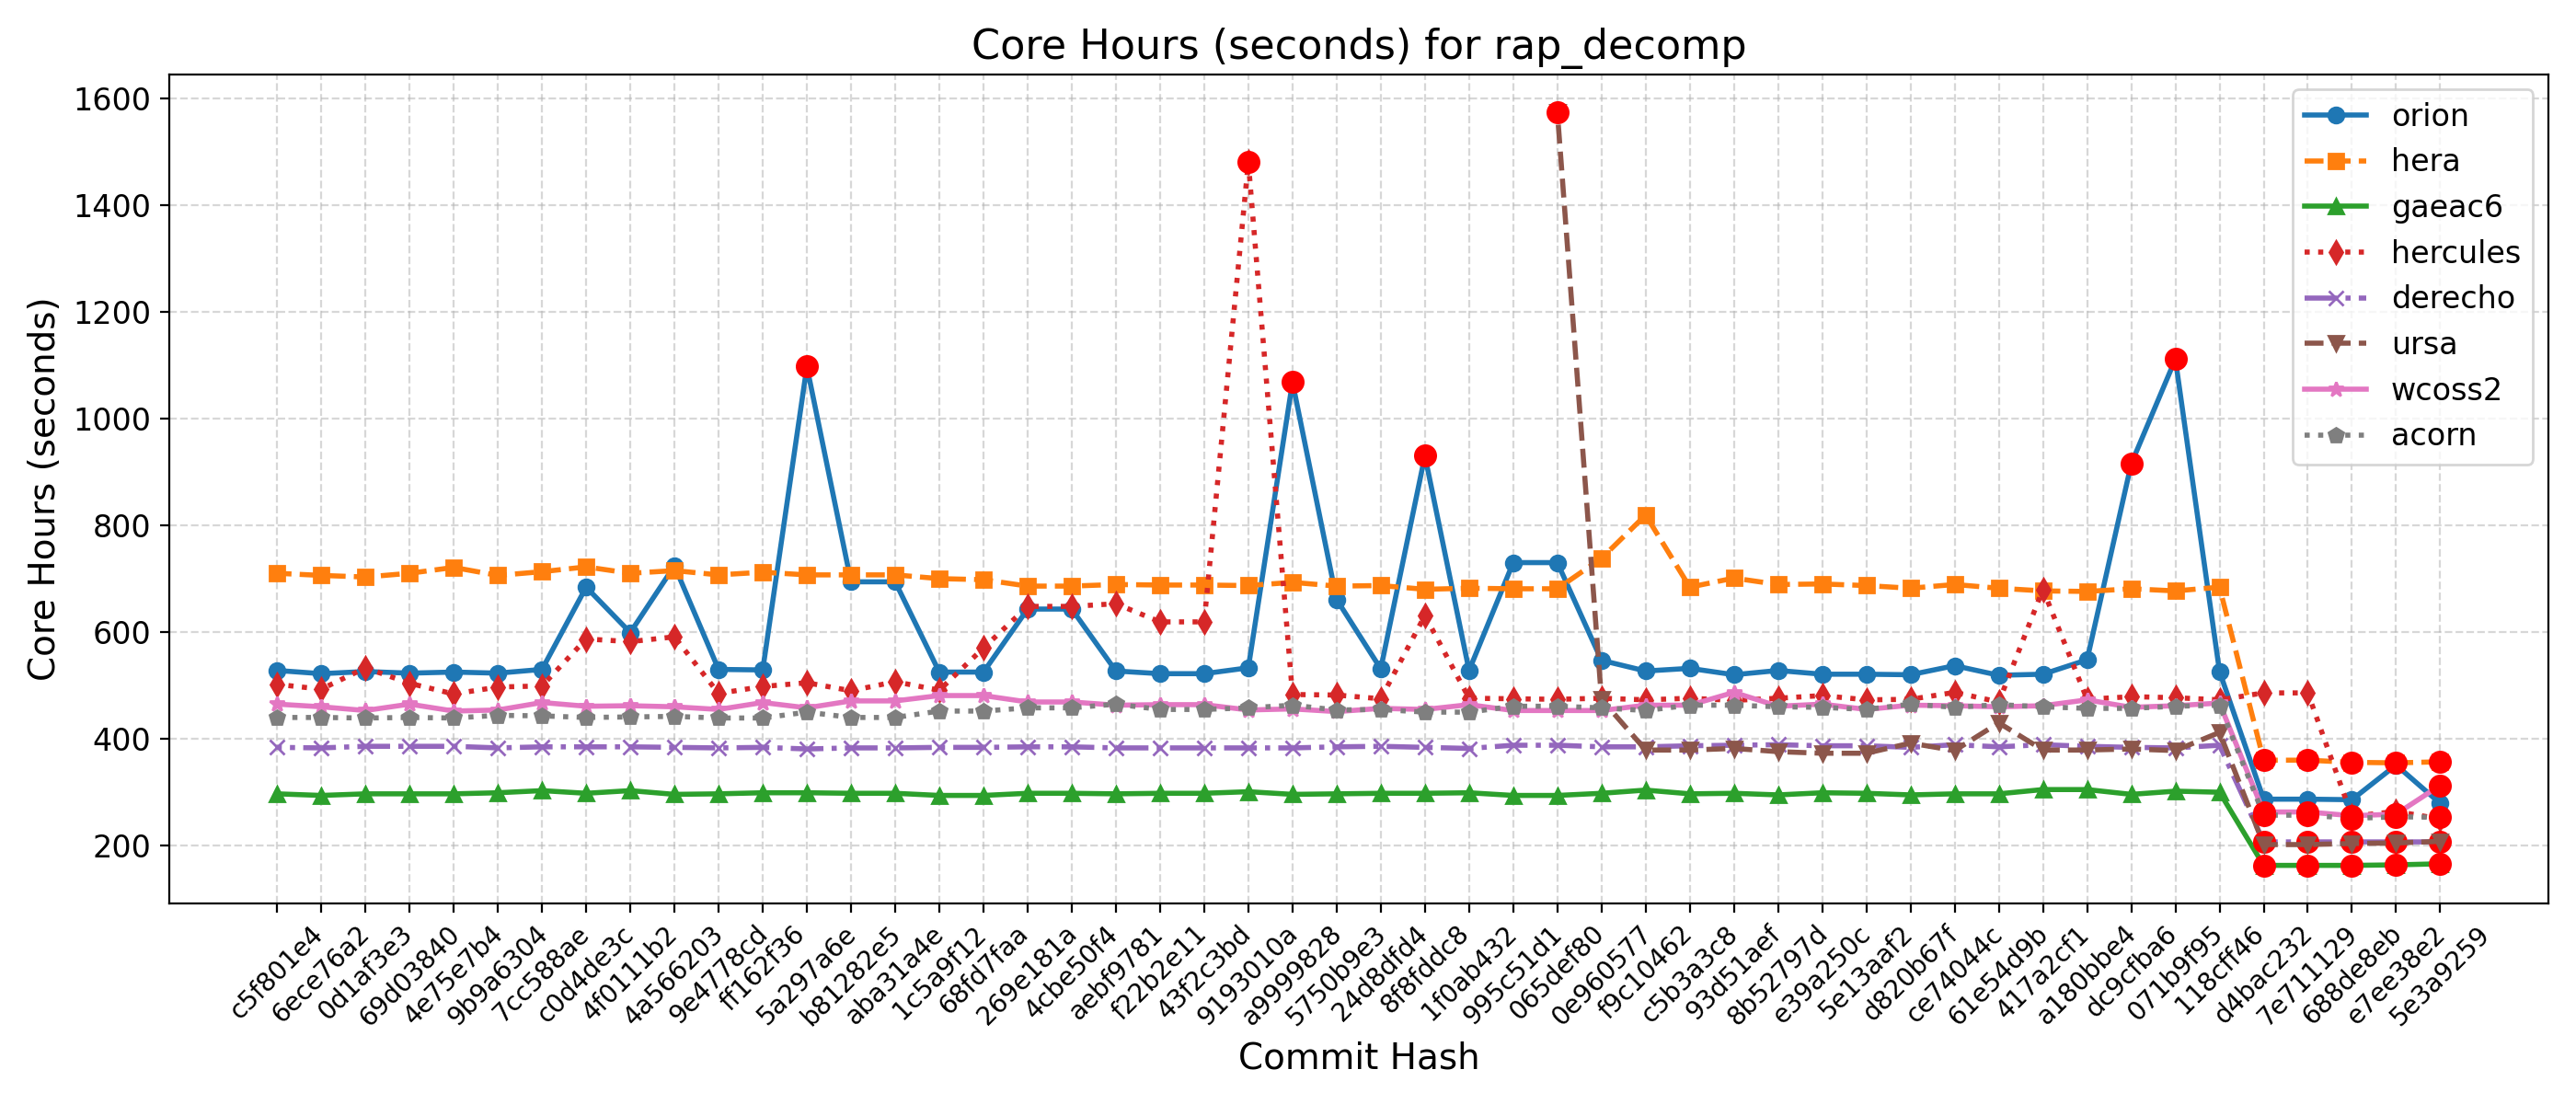 Core Hours (seconds) for rap_decomp
Core Hours (seconds)
1600
1400
1200
1000
800
600
400
200
orion
hera
gaeac6
hercules
derecho
ursa
wcoss2
acorn
c5f801e4
6ece76a2
0d1af3e3
69d03840
4e75e7b4
9b9a6304
7cc588ae
c0d4de3c
4f0111b2
4a566203
9e4778cd
ff162f36
5a297a6e
b81282e5
aba31a4e
1c5a9f12
68fd7faa
269e181a
4cbe50f4
aebf9781
f22b2e11
43f2c3bd
9193010a
a9999828
5750b9e3
24d8dfd4
8f8fddc8
1f0ab432
995c51d1
065def80
0e960577
f9c10462
c5b3a3c8
93d51aef
8b52797d
e39a250c
5e13aaf2
d820b67f
ce74044c
61e54d9b
417a2cf1
a180bbe4
dc9cfba6
071b9f95
118cff46
d4bac232
7e711129
688de8eb
e7ee38e2
5e3a9259
Commit Hash